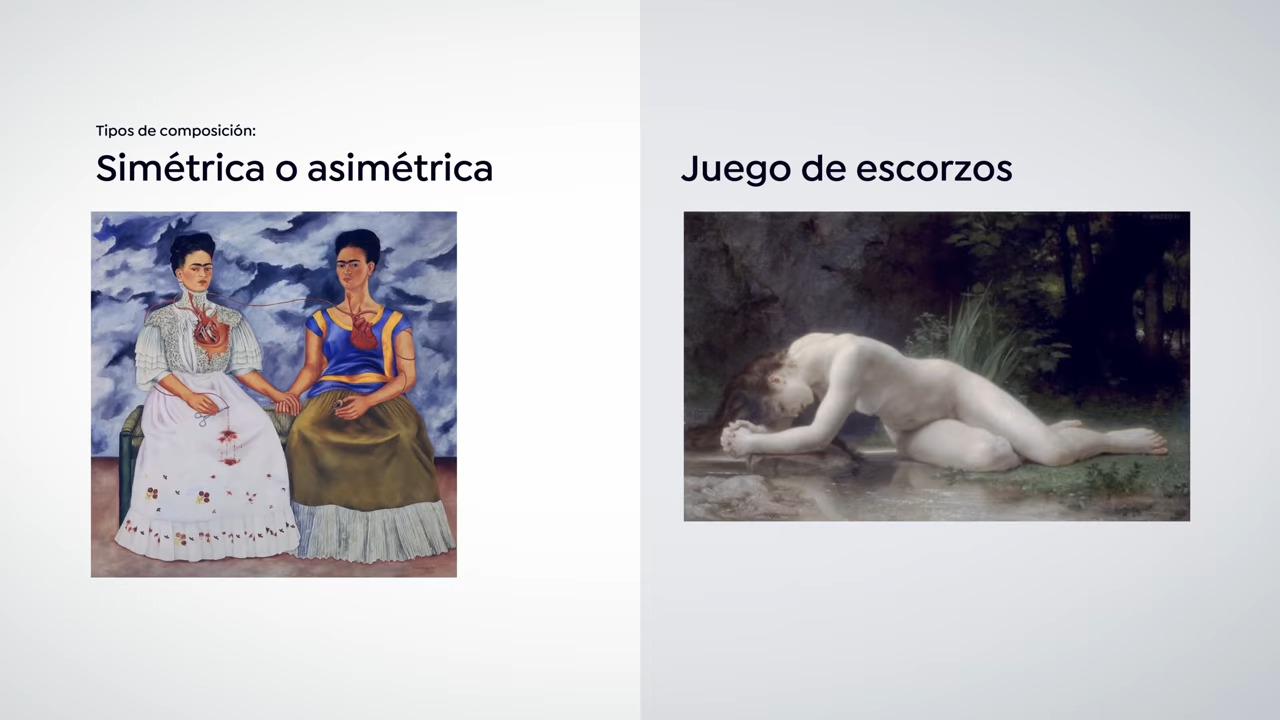 Tipos de composición:
Simétrica o asimétrica
Juego de escorzos